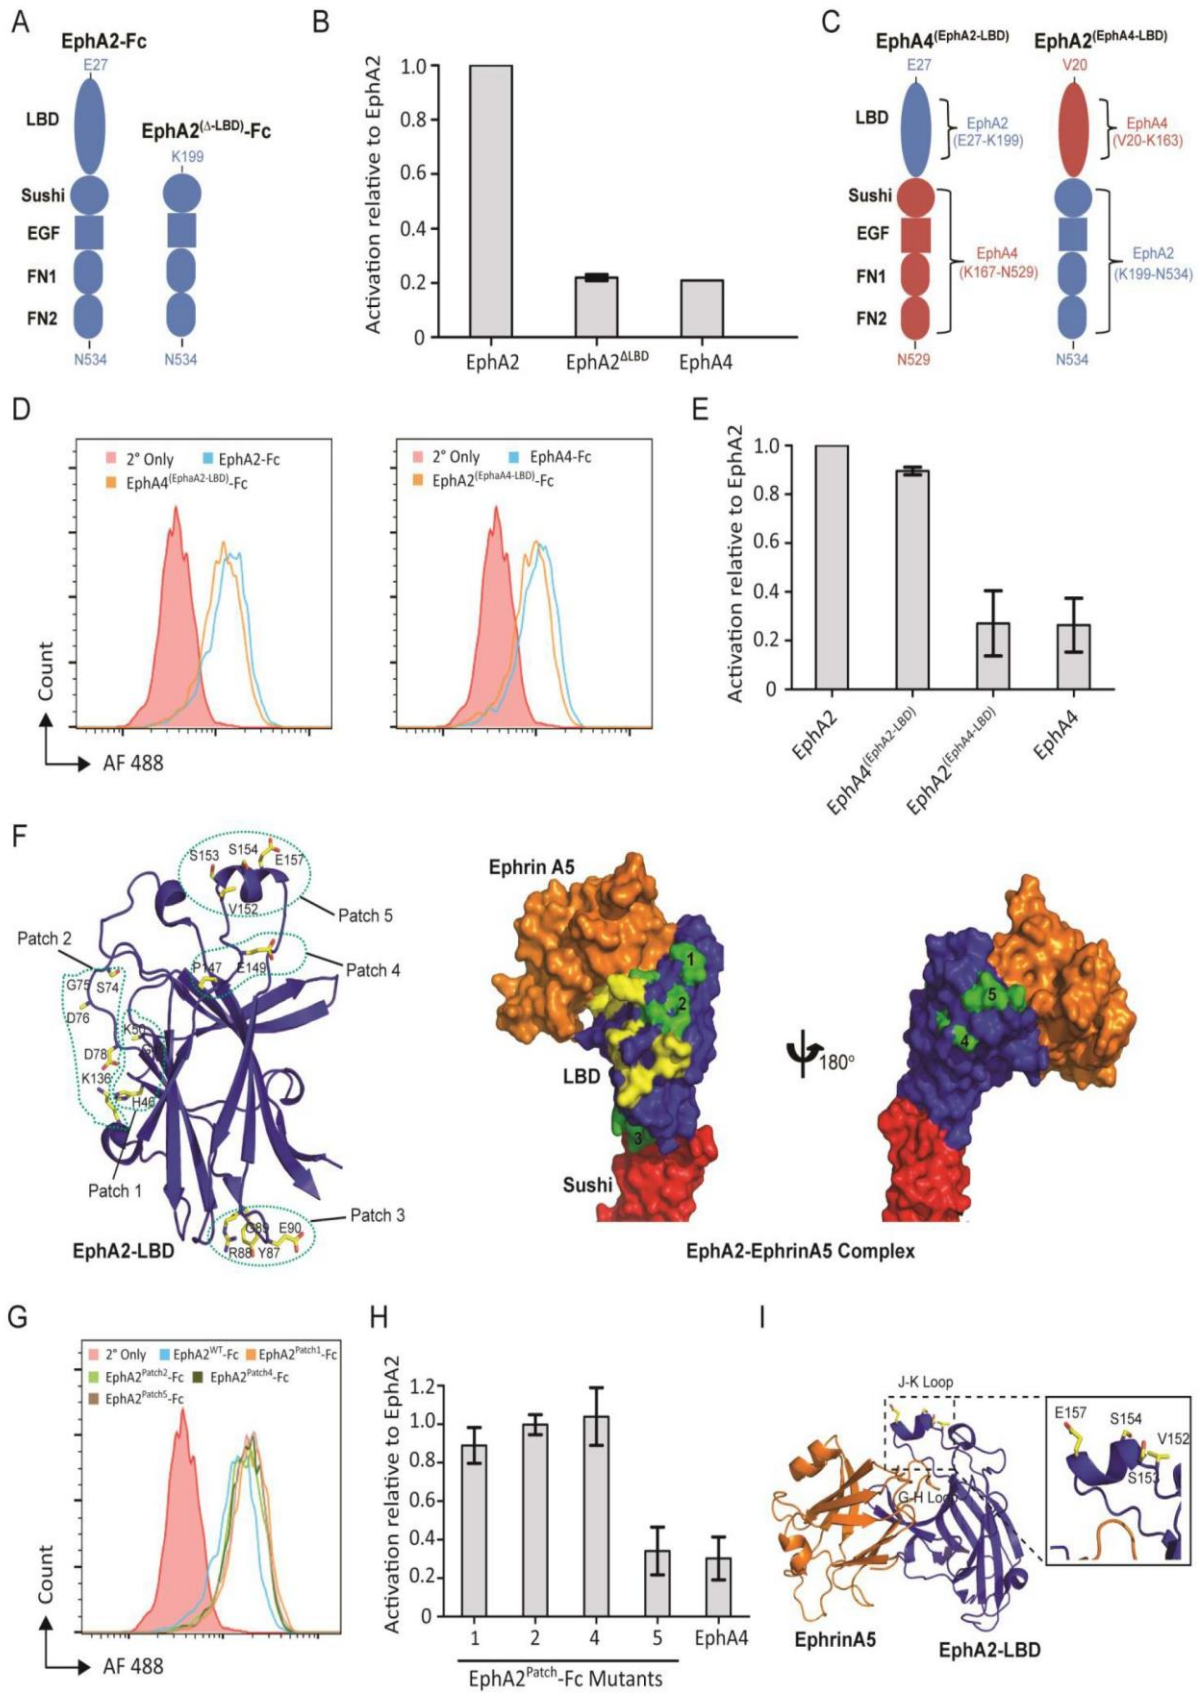 A
EphA2-Fc
E27
LBD
EphA2(Δ-LBD)-Fc
K199
Sushi
EGF
FN1
FN2
N534
N534
B
Activation relative to EphA2
1.0
0.8
0.6
0.4
0.2
0
EphA2
EphA2ΔLBD
EphA4
C
EphA4(EphA2-LBD)
EphA2(EphA4-LBD)
E27
V20
LBD
EphA2
(E27-K199)
EphA4
(V20-K163)
Sushi
EGF
FN1
FN2
EphA4
(K167-N529)
EphA2
(K199-N534)
N529
N534
D
2° Only
EphA2-Fc
EphA4(EphaA2-LBD)-Fc
2° Only
EphA4-Fc
EphA2(EphaA4-LBD)-Fc
Count
AF 488
E
Activation relative to EphA2
1.0
0.8
0.6
0.4
0.2
0
EphA2
EphA4(EphA2-LBD)
EphA2(EphA4-LBD)
EphA4
F
S153
S154
E157
V152
Patch 5
Patch 2
P147
E149
Patch 4
G75
S74
D76
K50
D78
K136
H46
Patch 1
G89
E90
R88
Y87
Patch 3
EphA2-LBD
Ephrin A5
1
2
LBD
3
Sushi
180°
5
4
EphA2-EphrinA5 Complex
G
2° Only
EphA2WT-Fc
EphA2Patch1-Fc
EphA2Patch2-Fc
EphA2Patch4-Fc
EphA2Patch5-Fc
Count
AF 488
H
Activation relative to EphA2
1.2
1.0
0.8
0.6
0.4
0.2
0
1
2
4
5
EphA4
EphA2Patch-Fc Mutants
I
J-K Loop
G-H Loop
E157
S154
V152
S153
EphrinA5
EphA2-LBD